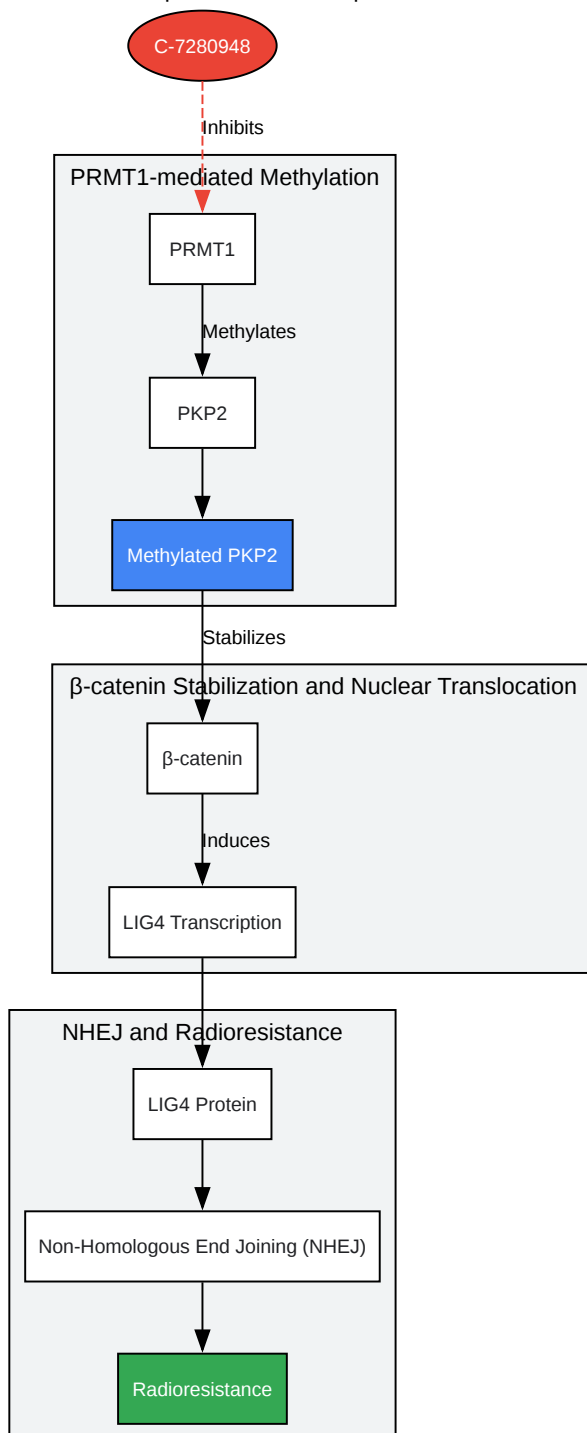 C-7280948
Inhibits
PRMT1-mediated Methylation
PRMT1
Methylates
PKP2
Methylated PKP2
Stabilizes
β-catenin Stabilization and Nuclear Translocation
β-catenin
Induces
LIG4 Transcription
NHEJ and Radioresistance
LIG4 Protein
Non-Homologous End Joining (NHEJ)
Radioresistance